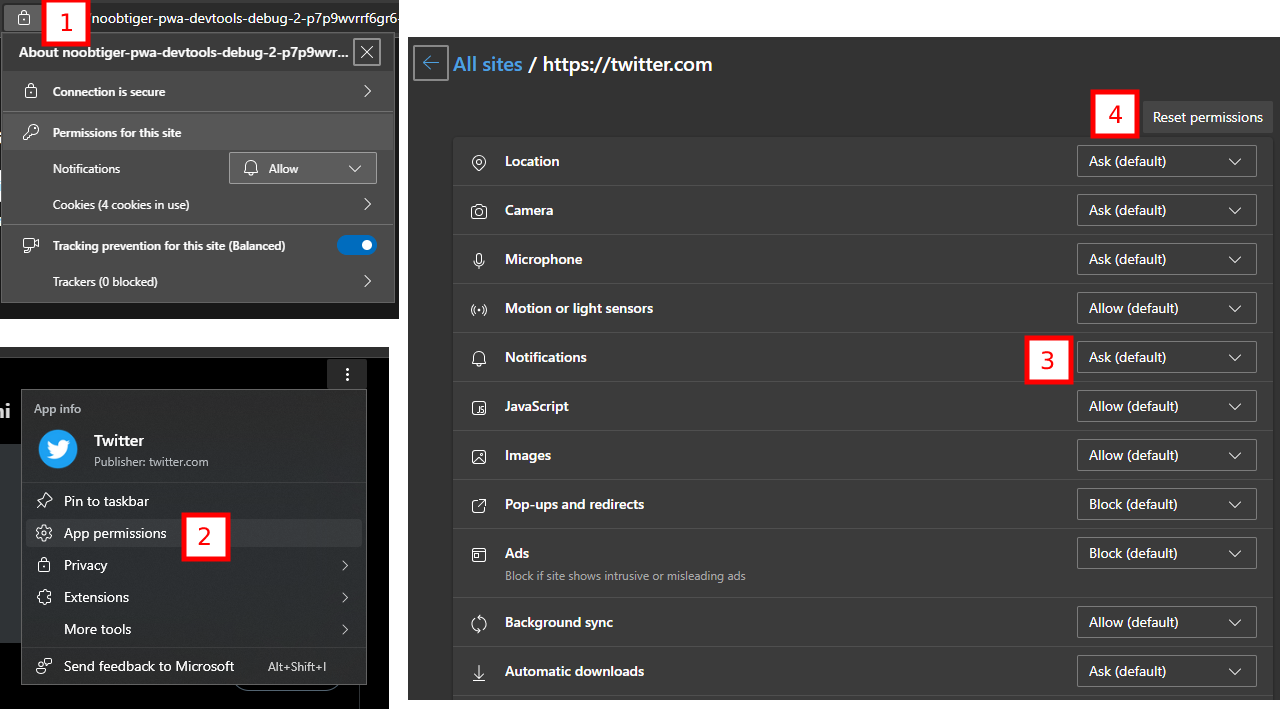 1
noobtiger-pwa-devtools-debug-2-p7p9wvrrf6gr6-
About noobtiger-pwa-devtools-debug-2-p7p9wvr...
Connection is secure
Permissions for this site
Notifications Allow
Cookies (4 cookies in use)
Tracking prevention for this site (Balanced)
Trackers (0 blocked)
App info
Twitter
Publisher: twitter.com
Pin to taskbar
App permissions 2
Privacy
Extensions
More tools
Send feedback to Microsoft Alt+Shift+I
All sites / https://twitter.com
4 Reset permissions
Location Ask (default)
Camera Ask (default)
Microphone Ask (default)
Motion or light sensors Allow (default)
Notifications 3 Ask (default)
JavaScript Allow (default)
Images Allow (default)
Pop-ups and redirects Block (default)
Ads Block (default)
Block if site shows intrusive or misleading ads
Background sync Allow (default)
Automatic downloads Ask (default)